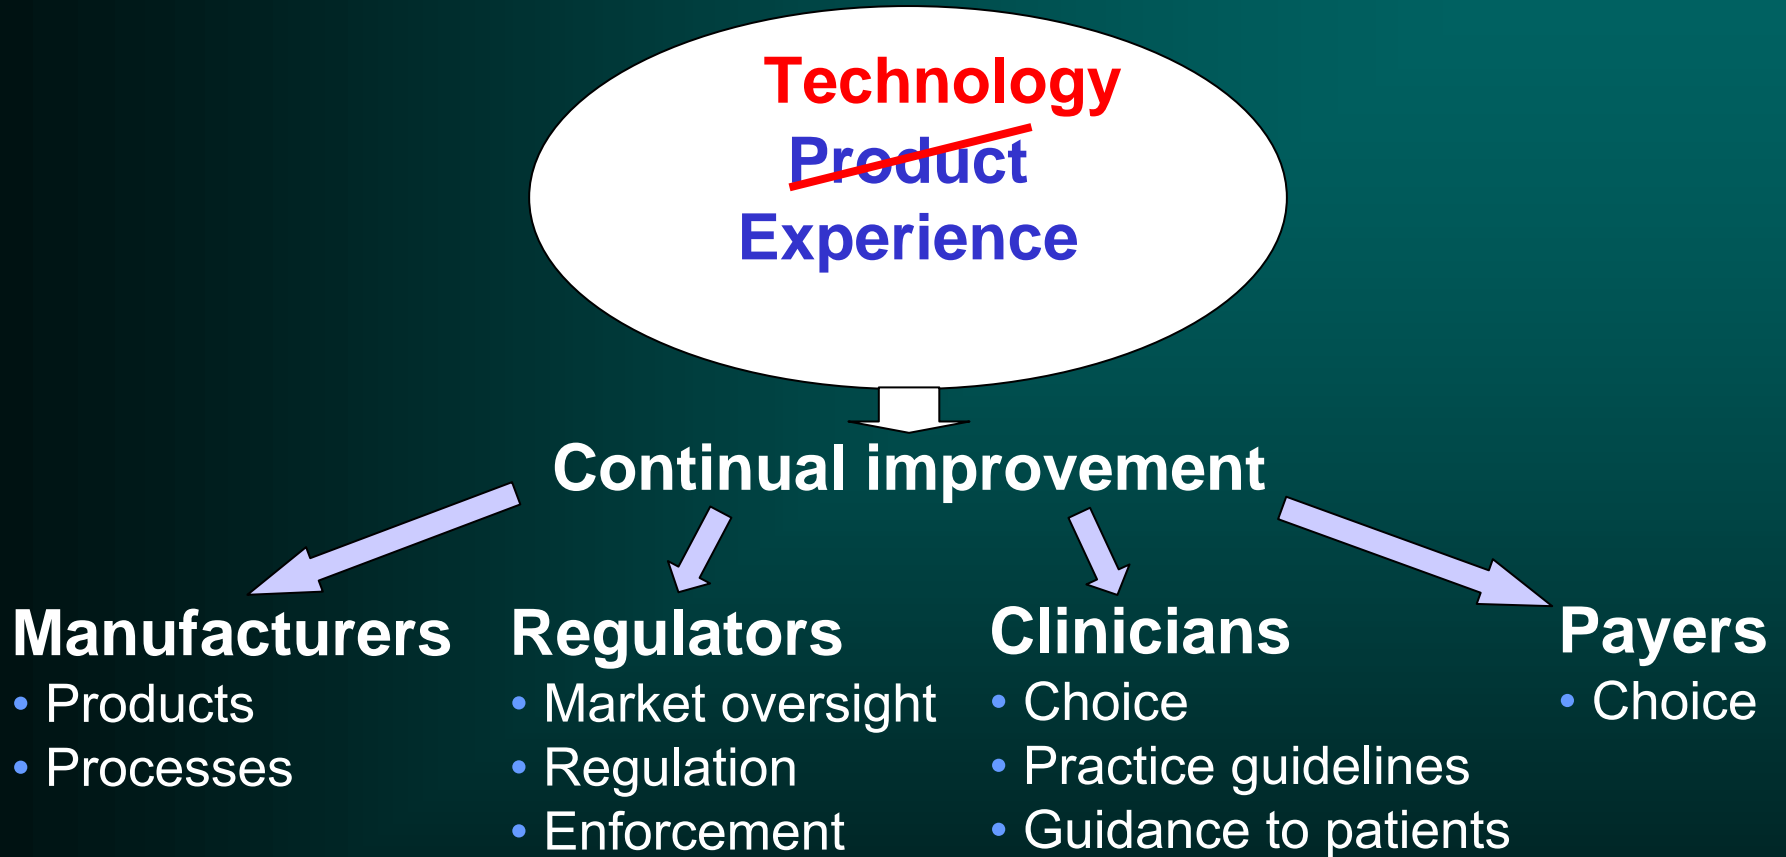 Technology
Product
Experience
Continual improvement
Manufacturers
• Products
• Processes
Regulators
• Market oversight
• Regulation
• Enforcement
Clinicians
• Choice
• Practice guidelines
• Guidance to patients
Payers
• Choice